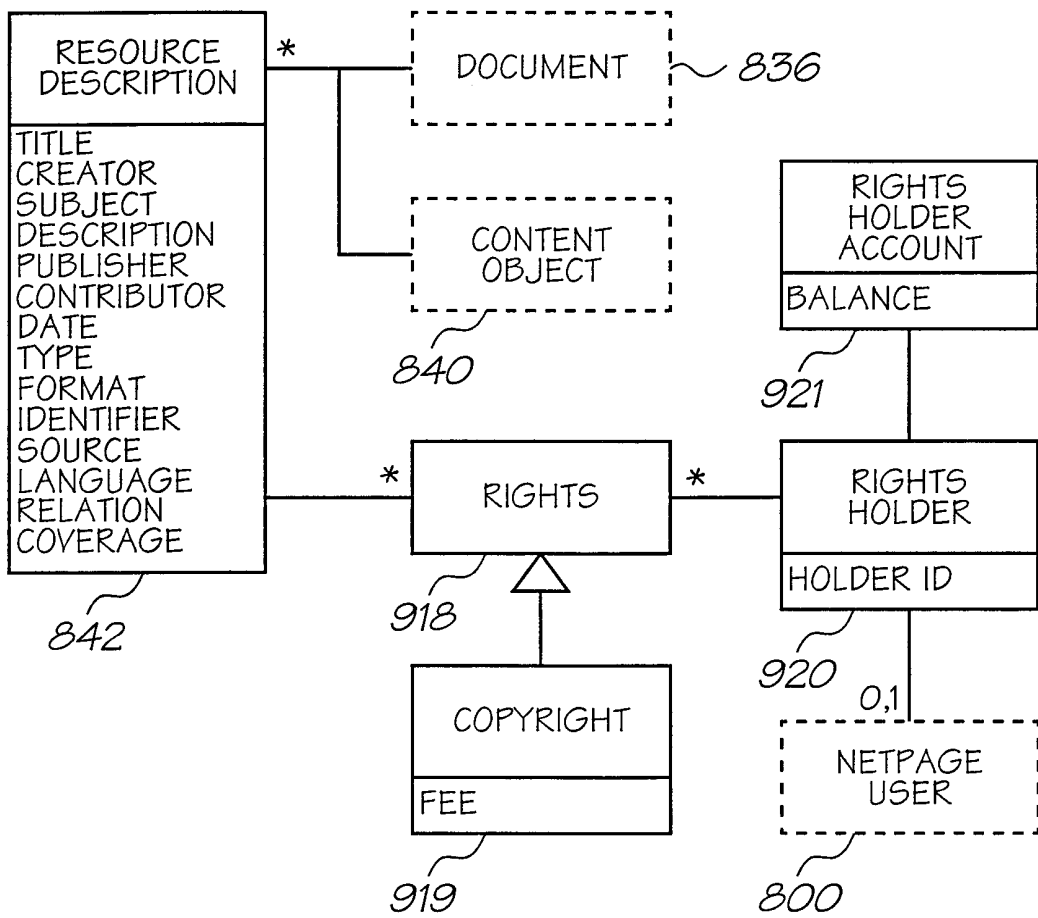 RESOURCE
DESCRIPTION
TITLE
CREATOR
SUBJECT
DESCRIPTION
PUBLISHER
CONTRIBUTOR
DATE
TYPE
FORMAT
IDENTIFIER
SOURCE
LANGUAGE
RELATION
COVERAGE
842
*
DOCUMENT
836
CONTENT
OBJECT
840
RIGHTS
HOLDER
ACCOUNT
BALANCE
921
*
RIGHTS
918
*
RIGHTS
HOLDER
HOLDER ID
920
COPYRIGHT
FEE
919
0,1
NETPAGE
USER
800